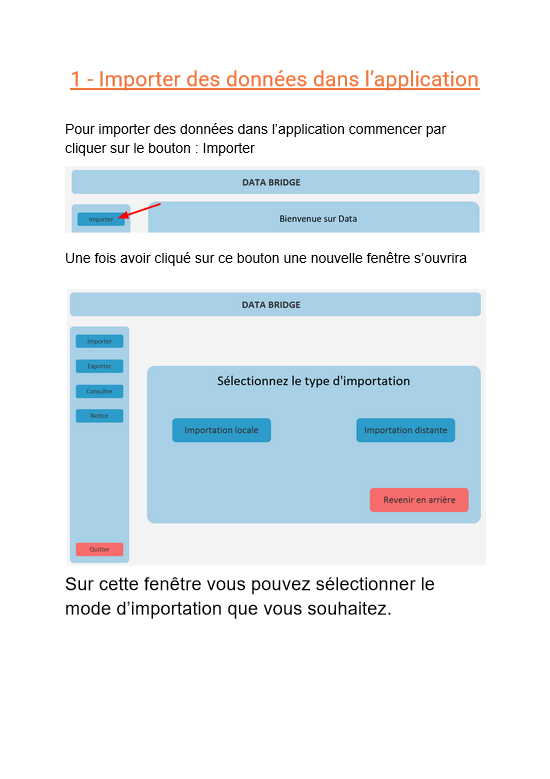 1 - Importer des données dans l’application
Pour importer des données dans l’application commencer par
cliquer sur le bouton : Importer
DATA BRIDGE
Importer
Bienvenue sur Data
Une fois avoir cliqué sur ce bouton une nouvelle fenêtre s’ouvrira
DATA BRIDGE
Importer
Exporter
Consulter
Notice
Quitter
Sélectionnez le type d'importation
Importation locale
Importation distante
Revenir en arrière
Sur cette fenêtre vous pouvez sélectionner le
mode d’importation que vous souhaitez.